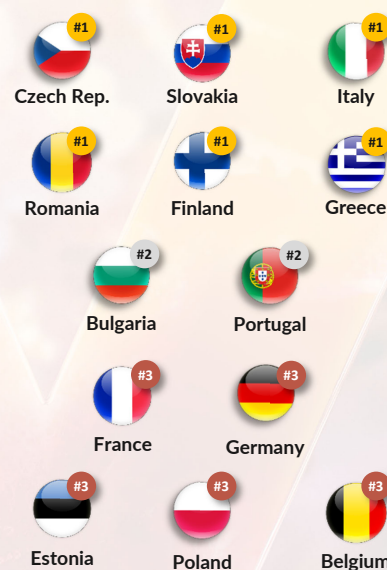 #1 #1 #1
Czech Rep. Slovakia Italy
#1 #1 #1
Romania Finland Greece
#2 #2
Bulgaria Portugal
#3 #3
France Germany
#3 #3 #3
Estonia Poland Belgium